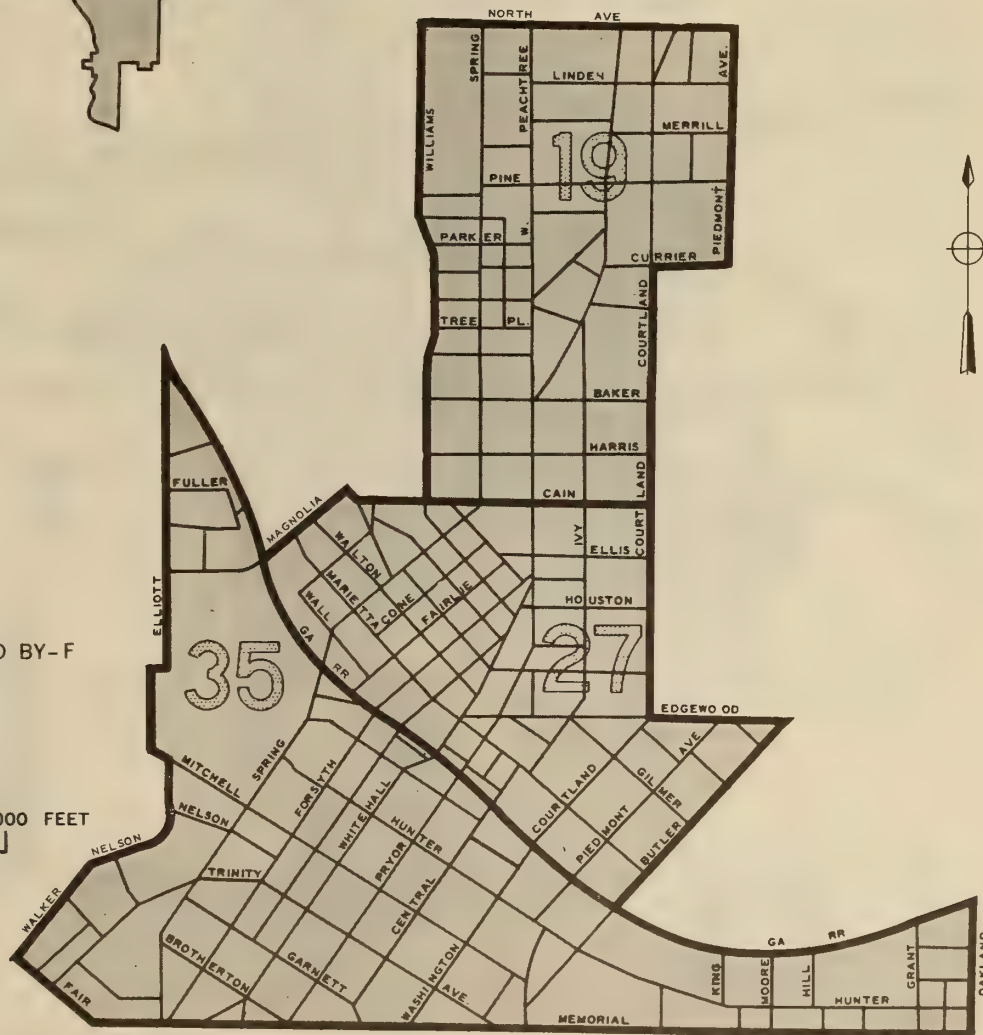 NORTH AVE
SPRING
PEACHTREE
AVE.
LINDEN
WILLIAMS
MERRILL
19
PINE
W.
PARKER
PIEDMONT
CURRIER
TREE PL.
COURTLAND
BAKER
HARRIS
CAIN
COURTLAND
FULLER
MAGNOLIA
WALTON
IVY
ELLIS
MARIETTA
CONE
FAIRLIE
WALL
HOUSTON
ELLIOTT
GA RR
35
27
D BY-F
EDGEWOOD
AVE
SPRING
MITCHELL
FORSYTH
WHITEHALL
COURTLAND
GILMER
PIEDMONT
BUTLER
000 FEET
NELSON
NELSON
HUNTER
PRYOR
TRINITY
CENTRAL
WALKER
GA RR
BROTHERTON
GARNETT
WASHINGTON
AVE.
KING
MOORE
HILL
GRANT
OAKLAND
FAIR
HUNTER
MEMORIAL